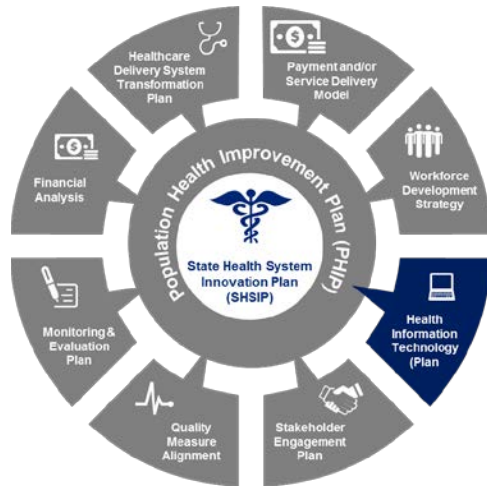 Healthcare
Delivery System
Transformation
Plan
Payment and/or
Service Delivery
Model
Financial
Analysis
Workforce
Development
Strategy
Population Health Improvement Plan (PHIP)
State Health System
Innovation Plan
(SHSIP)
Monitoring &
Evaluation
Plan
Health
Information
Technology
(Plan
Quality
Measure
Alignment
Stakeholder
Engagement
Plan